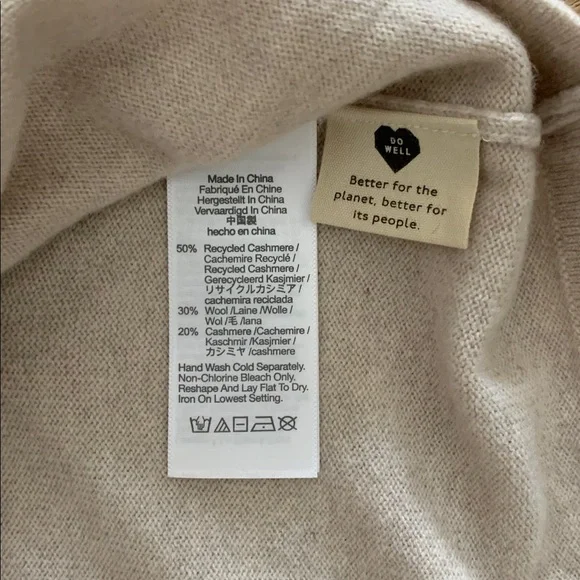 Made In China
Fabriqué En Chine
Hergestellt In China
Vervaardigd In China
中国製
hecho en china
50% Recycled Cashmere /
Cachemire Recyclé /
Recycled Cashmere /
Gerecycleerd Kasjmier /
リサイクルカシミア /
cachemira reciclada
30% Wool /Laine /Wolle /
Wol /毛 /lana
20% Cashmere /Cachemire /
Kaschmir /Kasjmier /
カシミヤ /cashmere
Hand Wash Cold Separately.
Non-Chlorine Bleach Only.
Reshape And Lay Flat To Dry.
Iron On Lowest Setting.
DO
WELL
Better for the
planet, better for
its people.